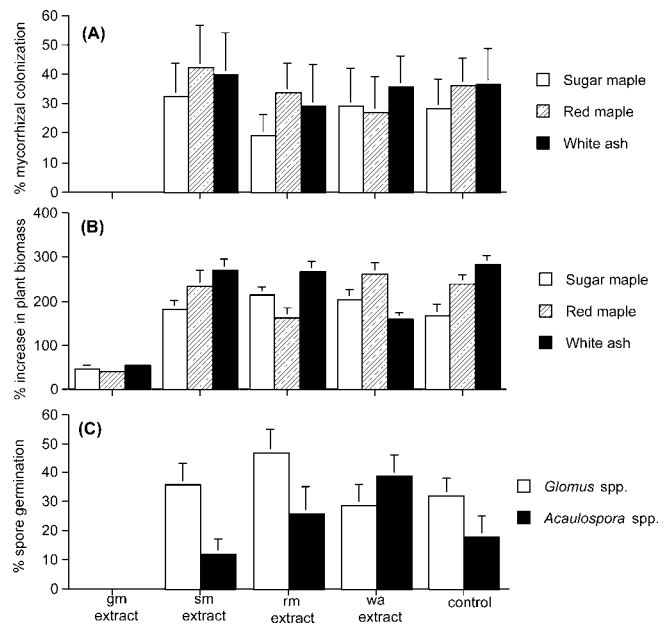 60
(A)
50
40
30
20
10
0
% mycorrhizal colonization
Sugar maple
Red maple
White ash
400
(B)
300
200
100
0
% increase in plant biomass
Sugar maple
Red maple
White ash
60
(C)
50
40
30
20
10
0
% spore germination
Glomus spp.
Acaulospora spp.
gm
extract
sm
extract
rm
extract
wa
extract
control